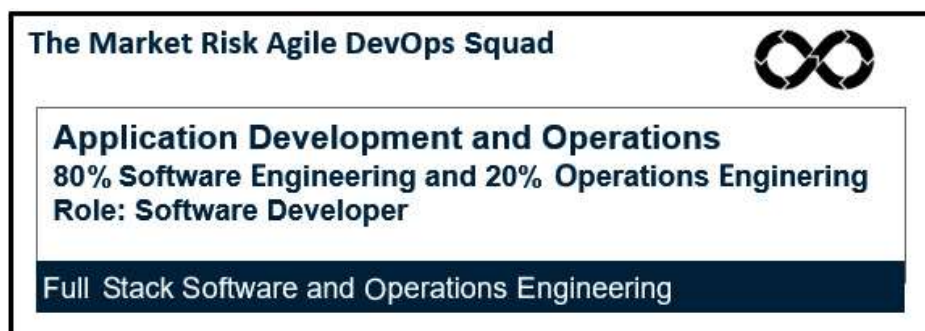 The Market Risk Agile DevOps Squad
Application Development and Operations
80% Software Engineering and 20% Operations Enginering
Role: Software Developer
Full Stack Software and Operations Engineering